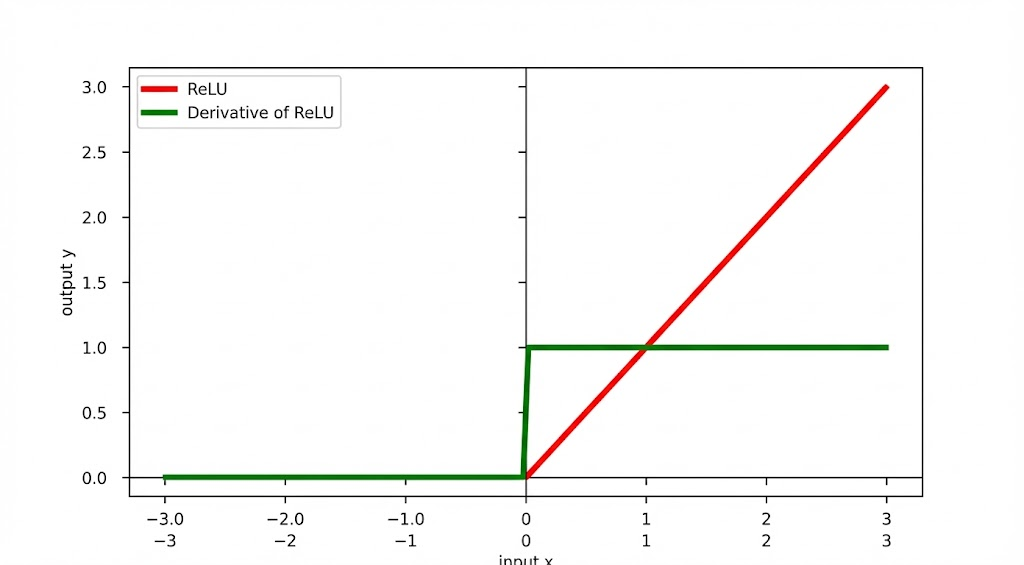 ReLU
Derivative of ReLU
3.0
2.5
2.0
1.5
1.0
0.5
0.0
output y
−3.0 −2.0 −1.0 0 1 2 3
−3 −2 −1 0 1 2 3
input x